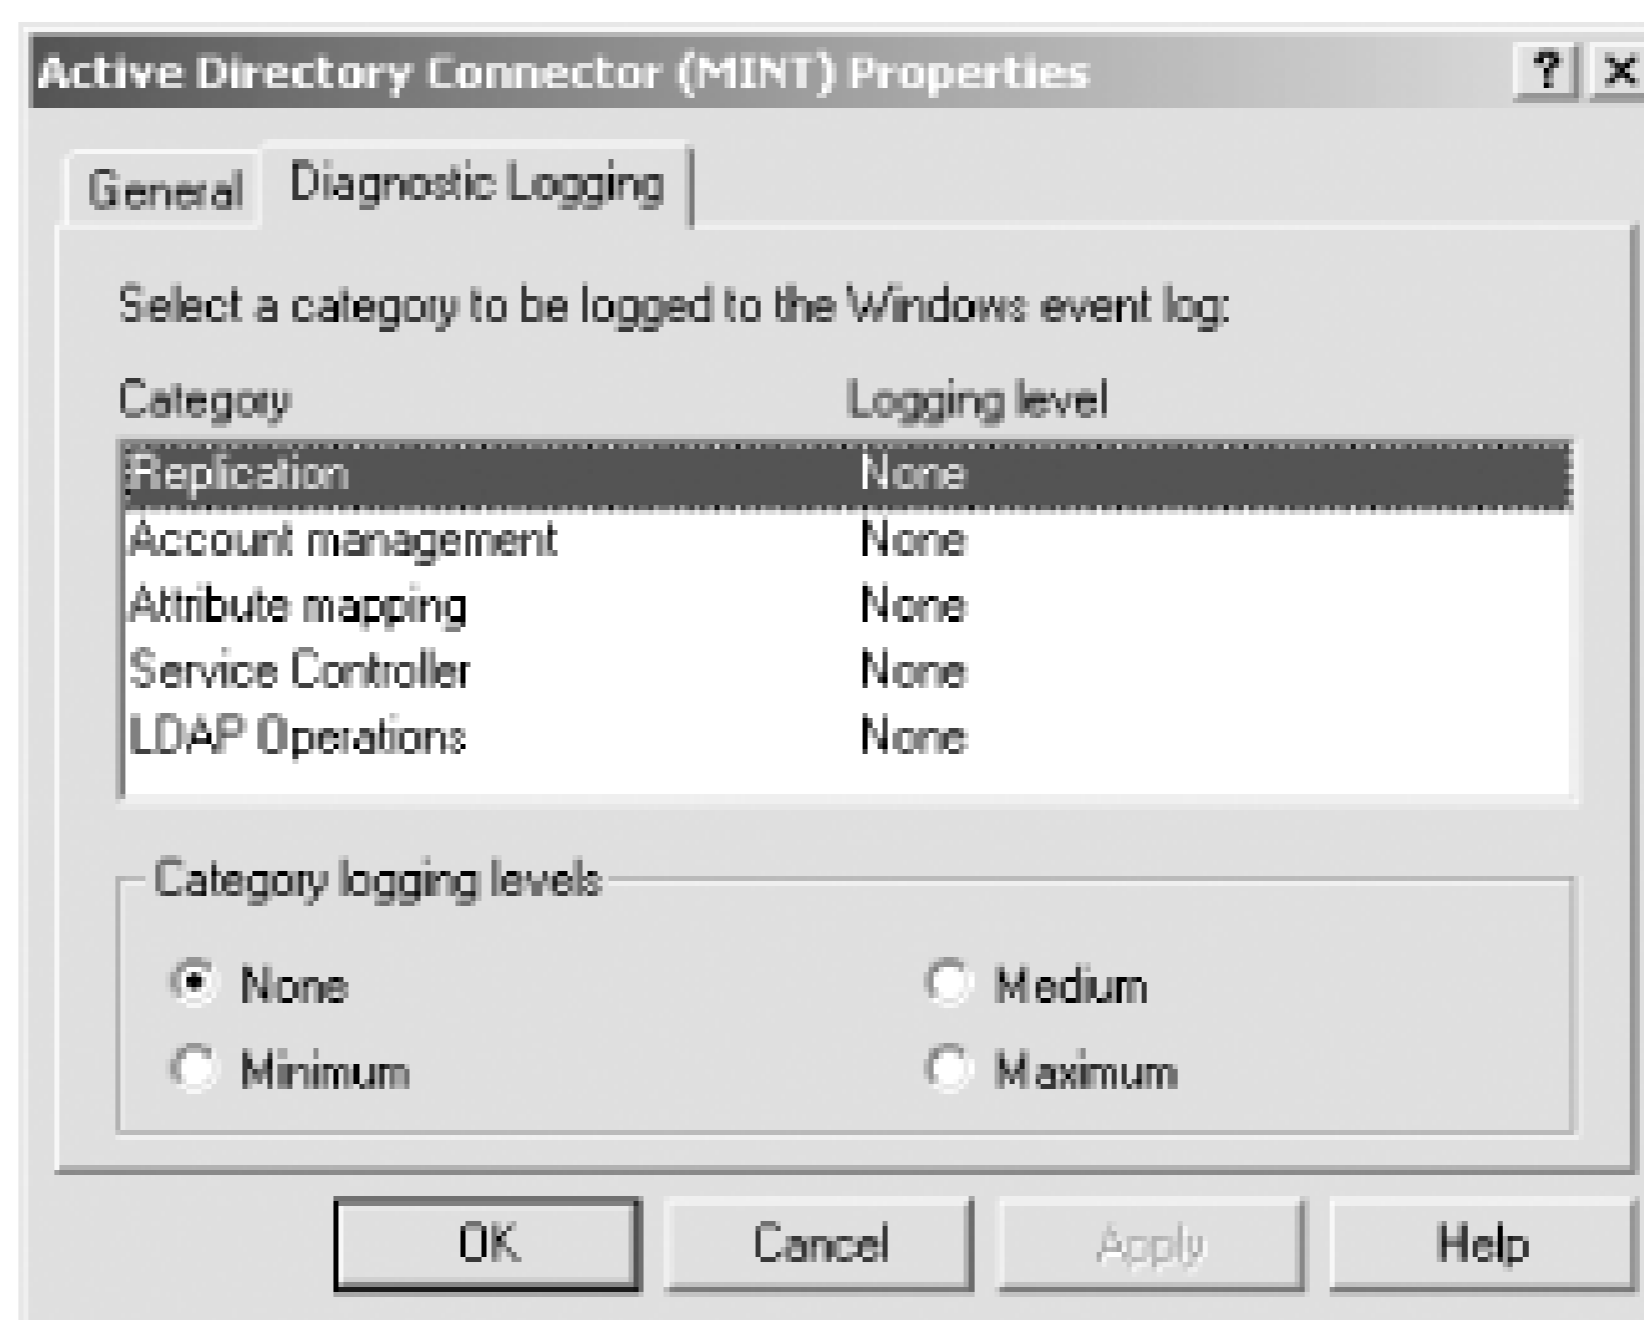 Active Directory Connector (MINT) Properties ? ×
General Diagnostic Logging
Select a category to be logged to the Windows event log:
Category Logging level
Replication None
Account management None
Attribute mapping None
Service Controller None
LDAP Operations None
Category logging levels
None Medium
Minimum Maximum
OK Cancel Apply Help